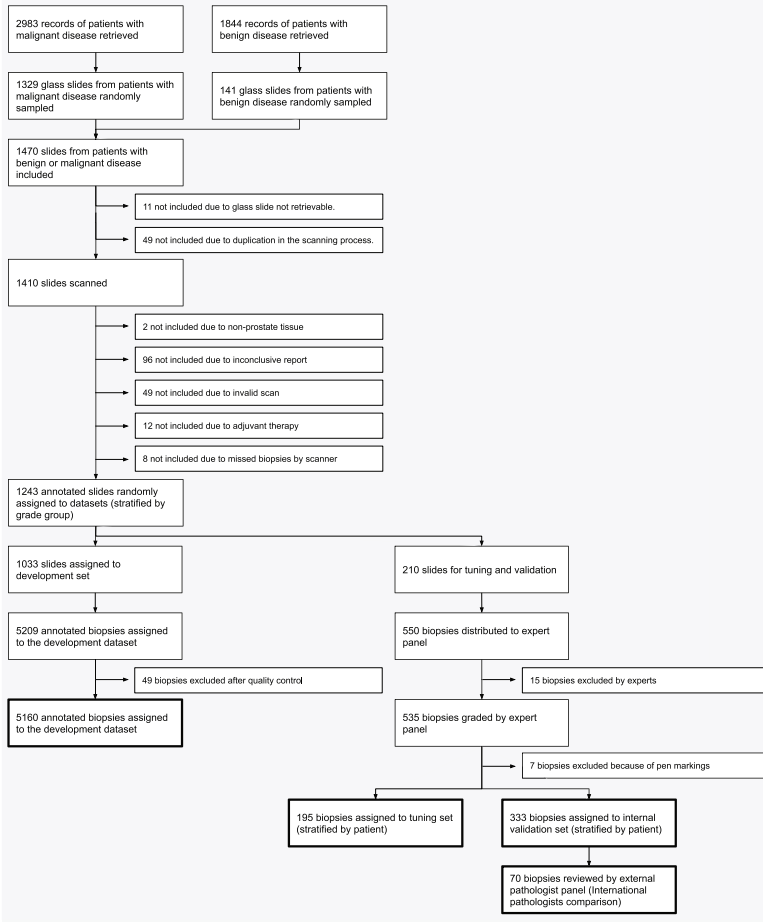 2983 records of patients with
malignant disease retrieved
1844 records of patients with
benign disease retrieved
1329 glass slides from patients with
malignant disease randomly
sampled
141 glass slides from patients with
benign disease randomly sampled
1470 slides from patients with
benign or malignant disease
included
11 not included due to glass slide not retrievable.
49 not included due to duplication in the scanning process.
1410 slides scanned
2 not included due to non-prostate tissue
96 not included due to inconclusive report
49 not included due to invalid scan
12 not included due to adjuvant therapy
8 not included due to missed biopsies by scanner
1243 annotated slides randomly
assigned to datasets (stratified by
grade group)
1033 slides assigned to
development set
210 slides for tuning and validation
5209 annotated biopsies assigned
to the development dataset
550 biopsies distributed to expert
panel
49 biopsies excluded after quality control
15 biopsies excluded by experts
5160 annotated biopsies assigned
to the development dataset
535 biopsies graded by expert
panel
7 biopsies excluded because of pen markings
195 biopsies assigned to tuning set
(stratified by patient)
333 biopsies assigned to internal
validation set (stratified by patient)
70 biopsies reviewed by external
pathologist panel (International
pathologists comparison)